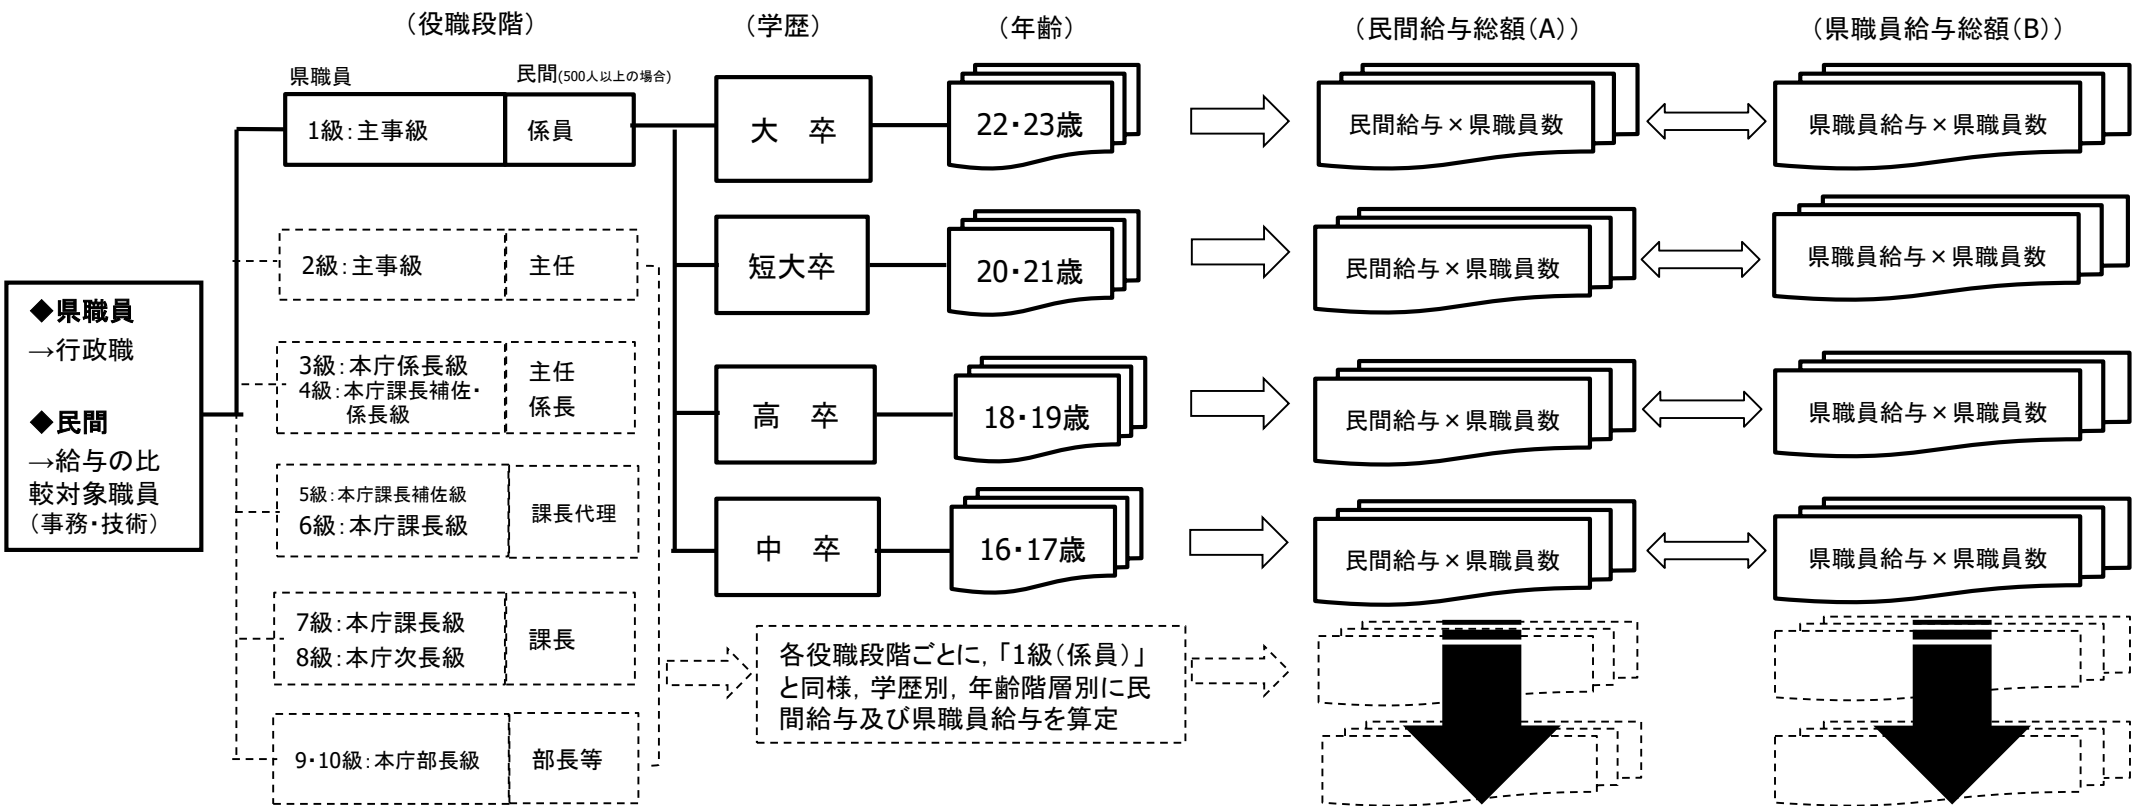 （役職段階）
（学歴）
（年齢）
（民間給与総額(A)）
（県職員給与総額(B)）
県職員
民間(500人以上の場合)
1級：主事級
係員
大　卒
22・23歳
民間給与×県職員数
県職員給与×県職員数
2級：主事級
主任
短大卒
20・21歳
民間給与×県職員数
県職員給与×県職員数
◆県職員
→行政職
◆民間
→給与の比
較対象職員
（事務・技術）
3級：本庁係長級
4級：本庁課長補佐・
係長級
主任
係長
高　卒
18・19歳
民間給与×県職員数
県職員給与×県職員数
5級：本庁課長補佐級
6級：本庁課長級
課長代理
中　卒
16・17歳
民間給与×県職員数
県職員給与×県職員数
7級：本庁課長級
8級：本庁次長級
課長
各役職段階ごとに，「1級（係員）」
と同様，学歴別，年齢階層別に民
間給与及び県職員給与を算定
9・10級：本庁部長級
部長等